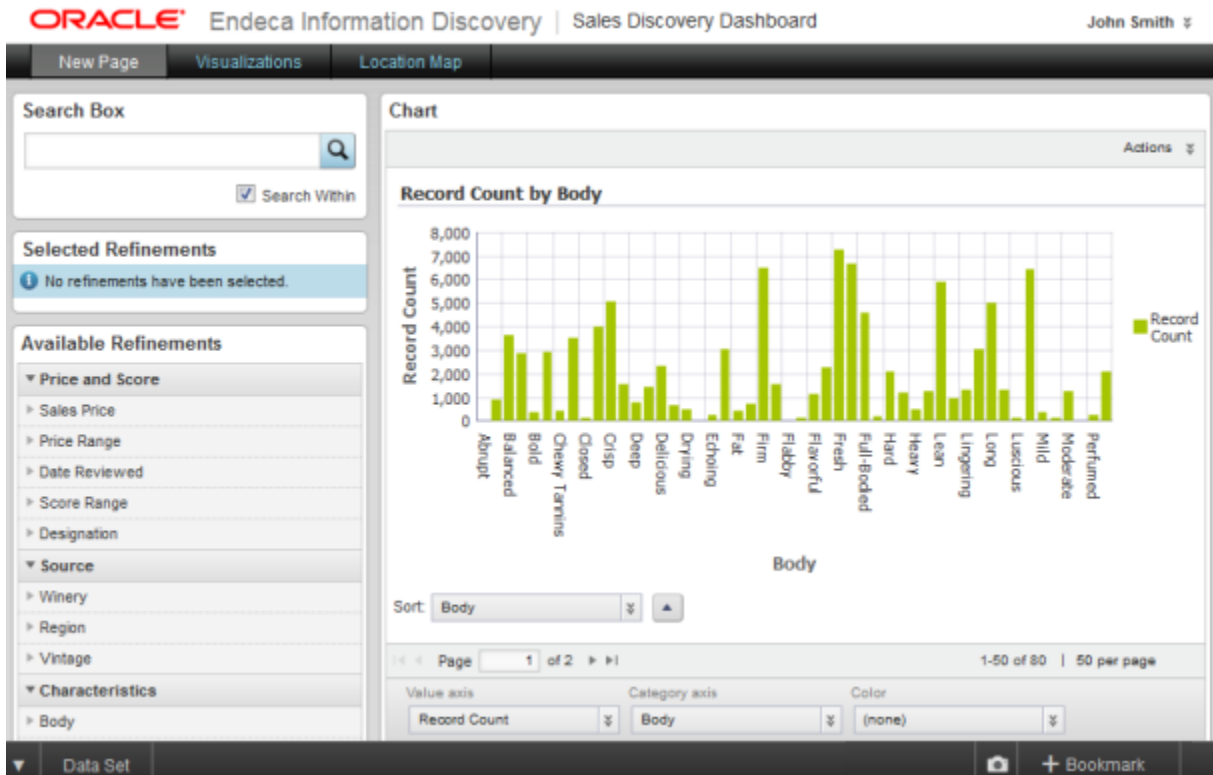 ORACLE Endeca Information Discovery | Sales Discovery Dashboard
John Smith
New Page Visualizations Location Map
Search Box
Search Within
Selected Refinements
No refinements have been selected.
Available Refinements
Price and Score
Sales Price
Price Range
Date Reviewed
Score Range
Designation
Source
Winery
Region
Vintage
Characteristics
Body
Chart
Actions
Record Count by Body
8,000
7,000
6,000
5,000
4,000
3,000
2,000
1,000
0
Record Count
Abrupt
Balanced
Bold
Chewy Tannins
Closed
Crisp
Deep
Delicious
Drying
Echoing
Fat
Firm
Flabby
Flavorful
Fresh
Full-Bodied
Hard
Heavy
Lean
Lingering
Long
Luscious
Mild
Moderate
Perfumed
Body
Record
Count
Sort: Body
Page 1 of 2
1-50 of 80 | 50 per page
Value axis Category axis Color
Record Count Body (none)
Data Set
+ Bookmark